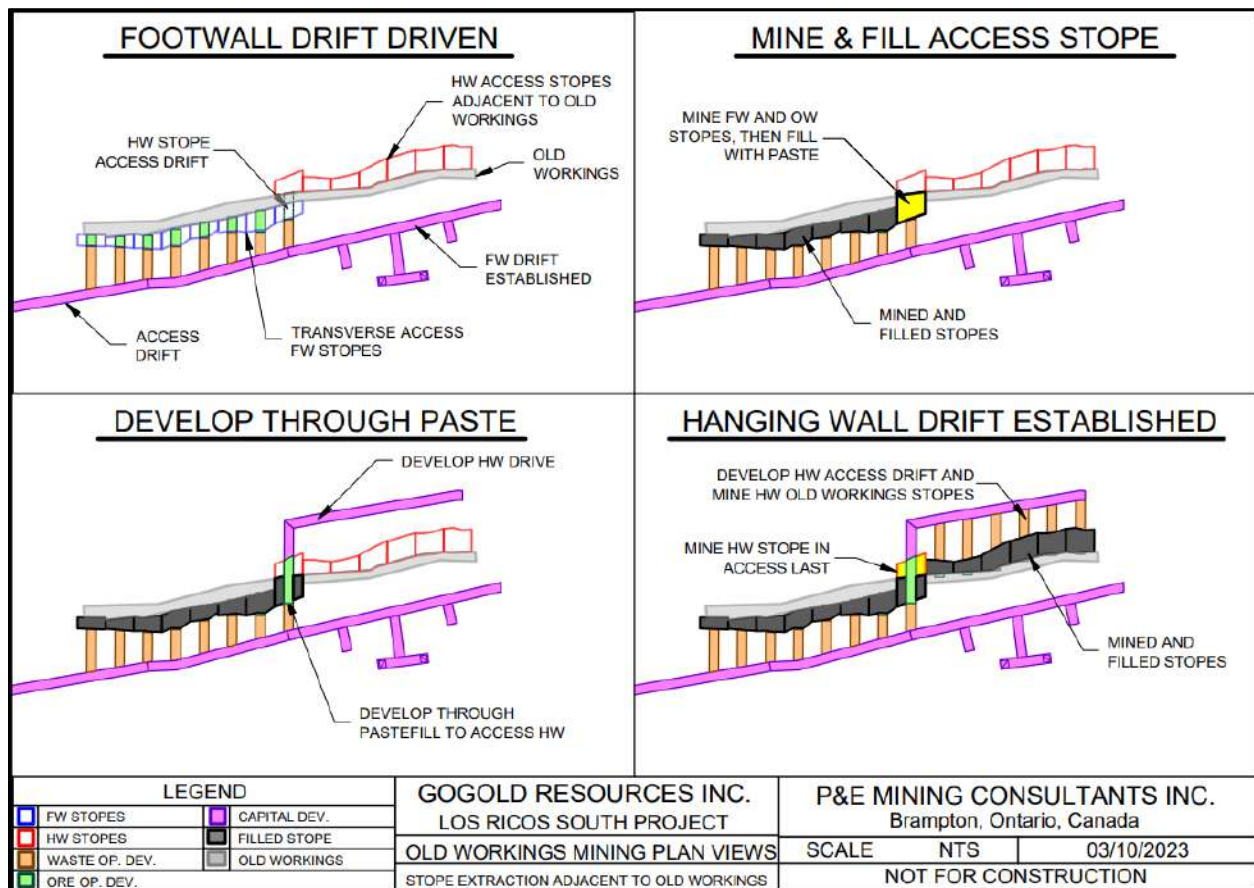 FOOTWALL DRIFT DRIVEN
HW ACCESS STOPES
ADJACENT TO OLD
WORKINGS
HW STOPE
ACCESS DRIFT
OLD
WORKINGS
FW DRIFT
ESTABLISHED
TRANSVERSE ACCESS
FW STOPES
ACCESS
DRIFT
MINE & FILL ACCESS STOPE
MINE FW AND OW
STOPES, THEN FILL
WITH PASTE
MINED AND
FILLED STOPES
DEVELOP THROUGH PASTE
DEVELOP HW DRIVE
DEVELOP THROUGH
PASTEFILL TO ACCESS HW
HANGING WALL DRIFT ESTABLISHED
DEVELOP HW ACCESS DRIFT AND
MINE HW OLD WORKINGS STOPES
MINE HW STOPE IN
ACCESS LAST
MINED AND
FILLED STOPES
LEGEND
FW STOPES
CAPITAL DEV.
HW STOPES
FILLED STOPE
WASTE OP. DEV.
OLD WORKINGS
ORE OP. DEV.
GOGOLD RESOURCES INC.
LOS RICOS SOUTH PROJECT
OLD WORKINGS MINING PLAN VIEWS
STOPE EXTRACTION ADJACENT TO OLD WORKINGS
P&E MINING CONSULTANTS INC.
Brampton, Ontario, Canada
SCALE NTS 03/10/2023
NOT FOR CONSTRUCTION